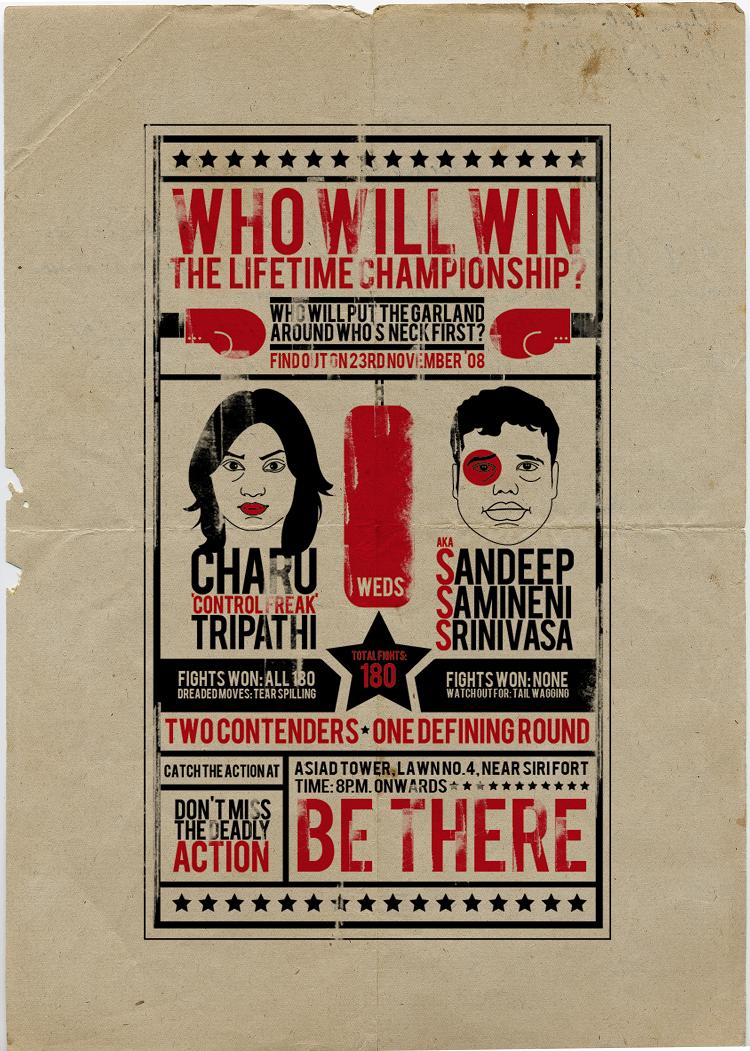 WHO WILL WIN
THE LIFETIME CHAMPIONSHIP?
WHO WILL PUT THE GARLAND
AROUND WHO'S NECK FIRST?
FIND OUT ON 23RD NOVEMBER '08
CHARU
'CONTROL FREAK'
TRIPATHI
WEDS
AKA
SANDEEP
SAMINENI
SRINIVASA
TOTAL FIGHTS:
180
FIGHTS WON: ALL 180
DREADED MOVES: TEAR SPILLING
FIGHTS WON: NONE
WATCH OUT FOR: TAIL WAGGING
TWO CONTENDERS ★ ONE DEFINING ROUND
CATCH THE ACTION AT
ASIAD TOWER, LAWN NO. 4, NEAR SIRI FORT
TIME: 8P.M. ONWARDS
DON'T MISS
THE DEADLY
ACTION
BE THERE